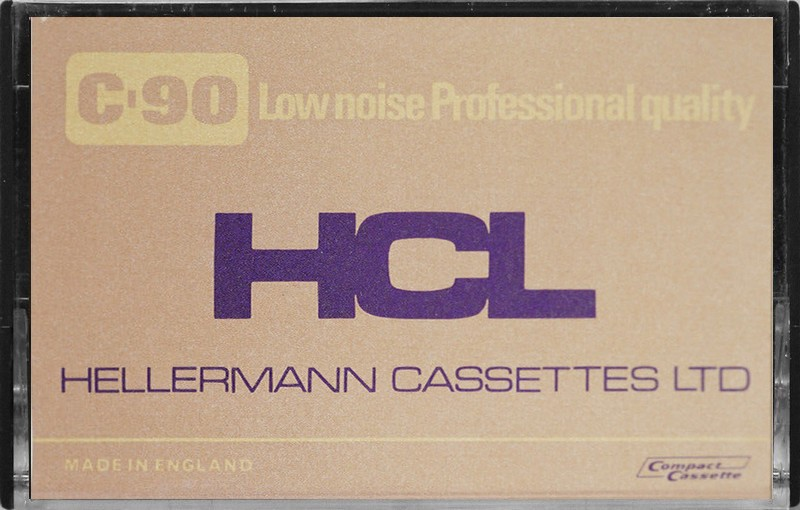 C·90 Low noise Professional quality
HCL
HELLERMANN CASSETTES LTD
MADE IN ENGLAND
Compact
Cassette